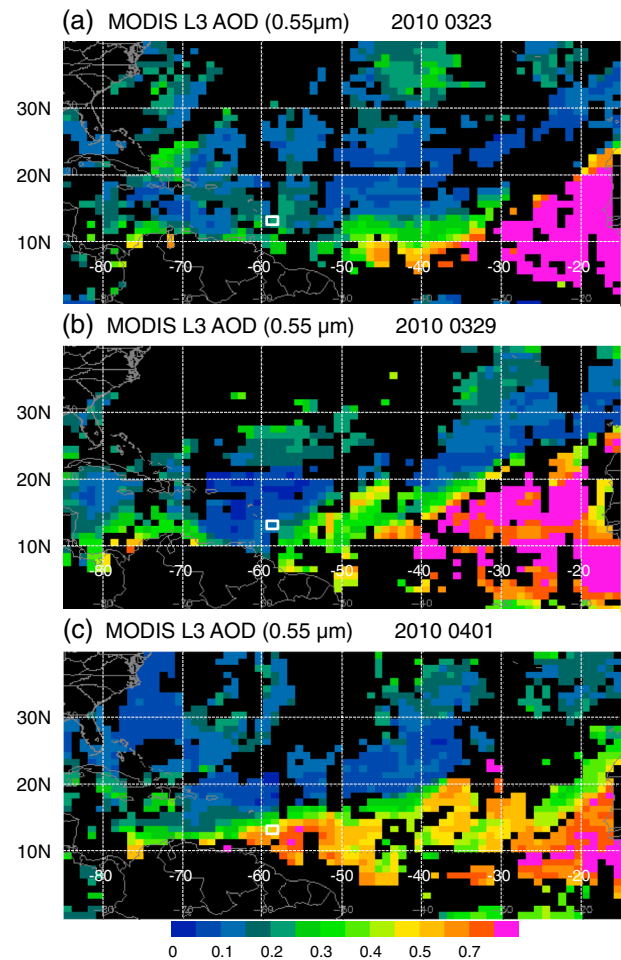 (a) MODIS L3 AOD (0.55µm) 2010 0323
30N
20N
10N
-80 -70 -60 -50 -40 -30 -20
(b) MODIS L3 AOD (0.55 µm) 2010 0329
30N
20N
10N
-80 -70 -60 -50 -40 -30 -20
(c) MODIS L3 AOD (0.55 µm) 2010 0401
30N
20N
10N
-80 -70 -60 -50 -40 -30 -20
0 0.1 0.2 0.3 0.4 0.5 0.7